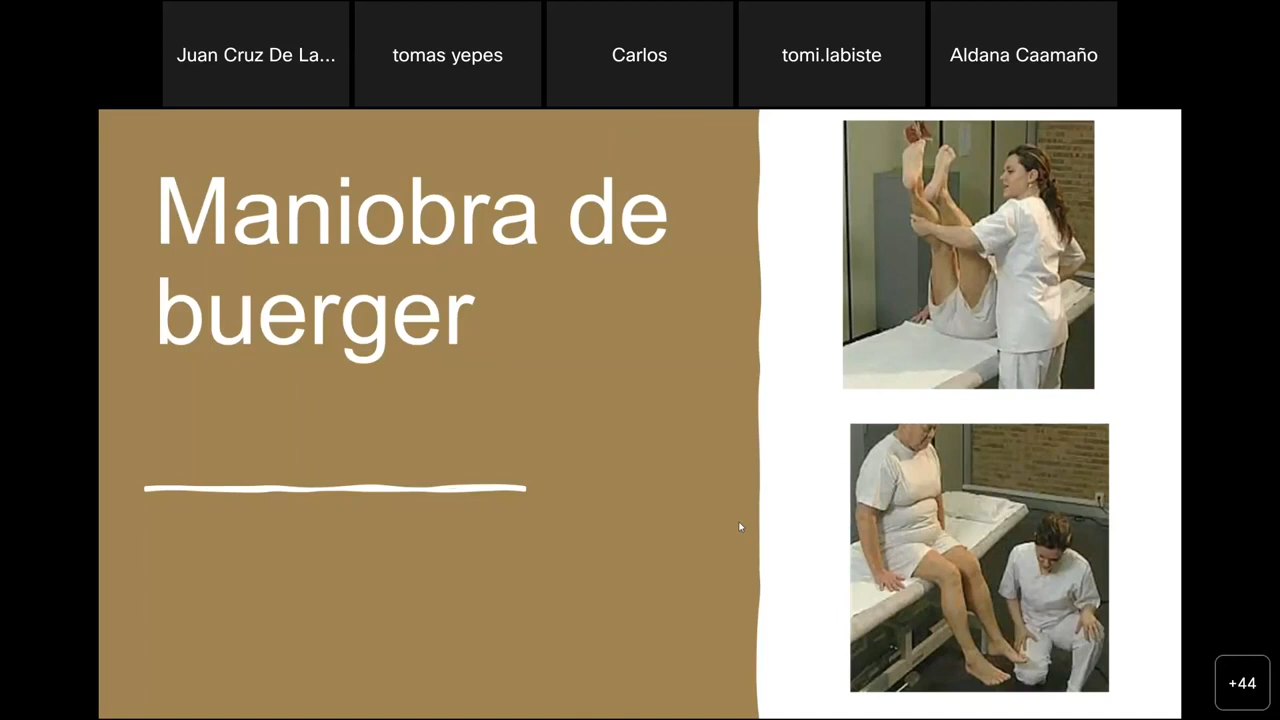 Juan Cruz De La...
tomas yepes
Carlos
tomi.labiste
Aldana Caamaño
Maniobra de
buerger
+44